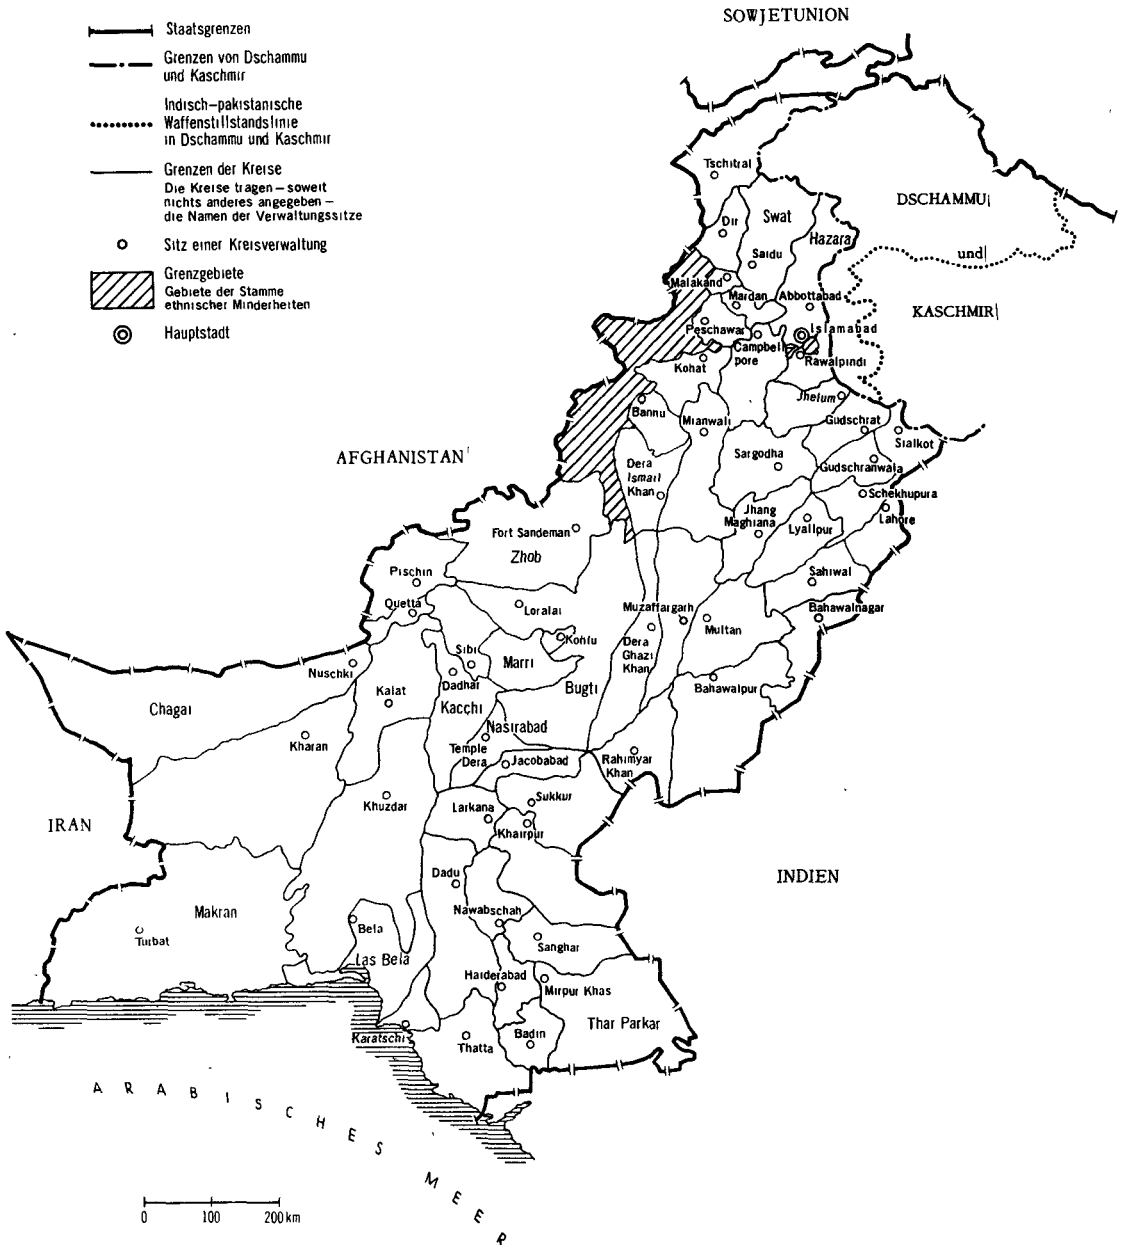 SOWJETUNION
Staatsgrenzen
Grenzen von Dschammu
und Kaschmir
Indisch-pakistanische
Waffenstillstandslinie
in Dschammu und Kaschmir
Grenzen der Kreise
Die Kreise tragen – soweit
nichts anderes angegeben –
die Namen der Verwaltungssitze
Sitz einer Kreisverwaltung
Grenzgebiete
Gebiete der Stamme
ethnischer Minderheiten
Hauptstadt
Tschitral
DSCHAMMU
und
KASCHMIR
Dir
Swat
Hazara
Saidu
Malakand
Mardan
Abbottabad
Peschawar
Islamabad
Campbell
pore
Rawalpindi
Kohat
Jhelum
Bannu
Mianwali
Gudschrat
Sialkot
AFGHANISTAN
Dera
Ismail
Khan
Sargodha
Gudschranwala
Schekhupura
Jhang
Maghiana
Lyallpur
Lahore
Fort Sandeman
Zhob
Pischin
Sahiwal
Quetta
Loralai
Muzaffargarh
Multan
Bahawalnagar
Kohlu
Dera
Ghazi
Khan
Sibi
Marri
Nuschki
Dadhar
Bugti
Bahawalpur
Chagai
Kalat
Kacchi
Nasirabad
Kharan
Temple
Dera
Jacobabad
Rahimyar
Khan
Khuzdar
Larkana
Sukkur
Khairpur
IRAN
INDIEN
Dadu
Makran
Nawabschah
Turbat
Bela
Sanghar
Las Bela
Haiderabad
Mirpur Khas
Thar Parkar
Karatschi
Thatta
Badin
ARABISCHES MEER
0 100 200 km